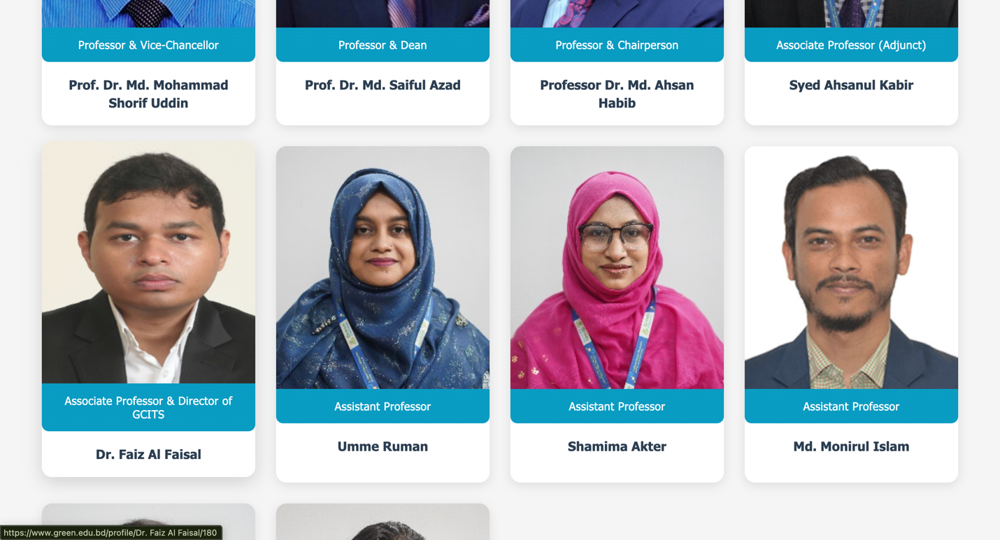 Professor & Vice-Chancellor
Prof. Dr. Md. Mohammad
Shorif Uddin
Professor & Dean
Prof. Dr. Md. Saiful Azad
Professor & Chairperson
Professor Dr. Md. Ahsan
Habib
Associate Professor (Adjunct)
Syed Ahsanul Kabir
Associate Professor & Director of
GCITS
Dr. Faiz Al Faisal
Assistant Professor
Umme Ruman
Assistant Professor
Shamima Akter
Assistant Professor
Md. Monirul Islam
https://www.green.edu.bd/profile/Dr. Faiz Al Faisal/180